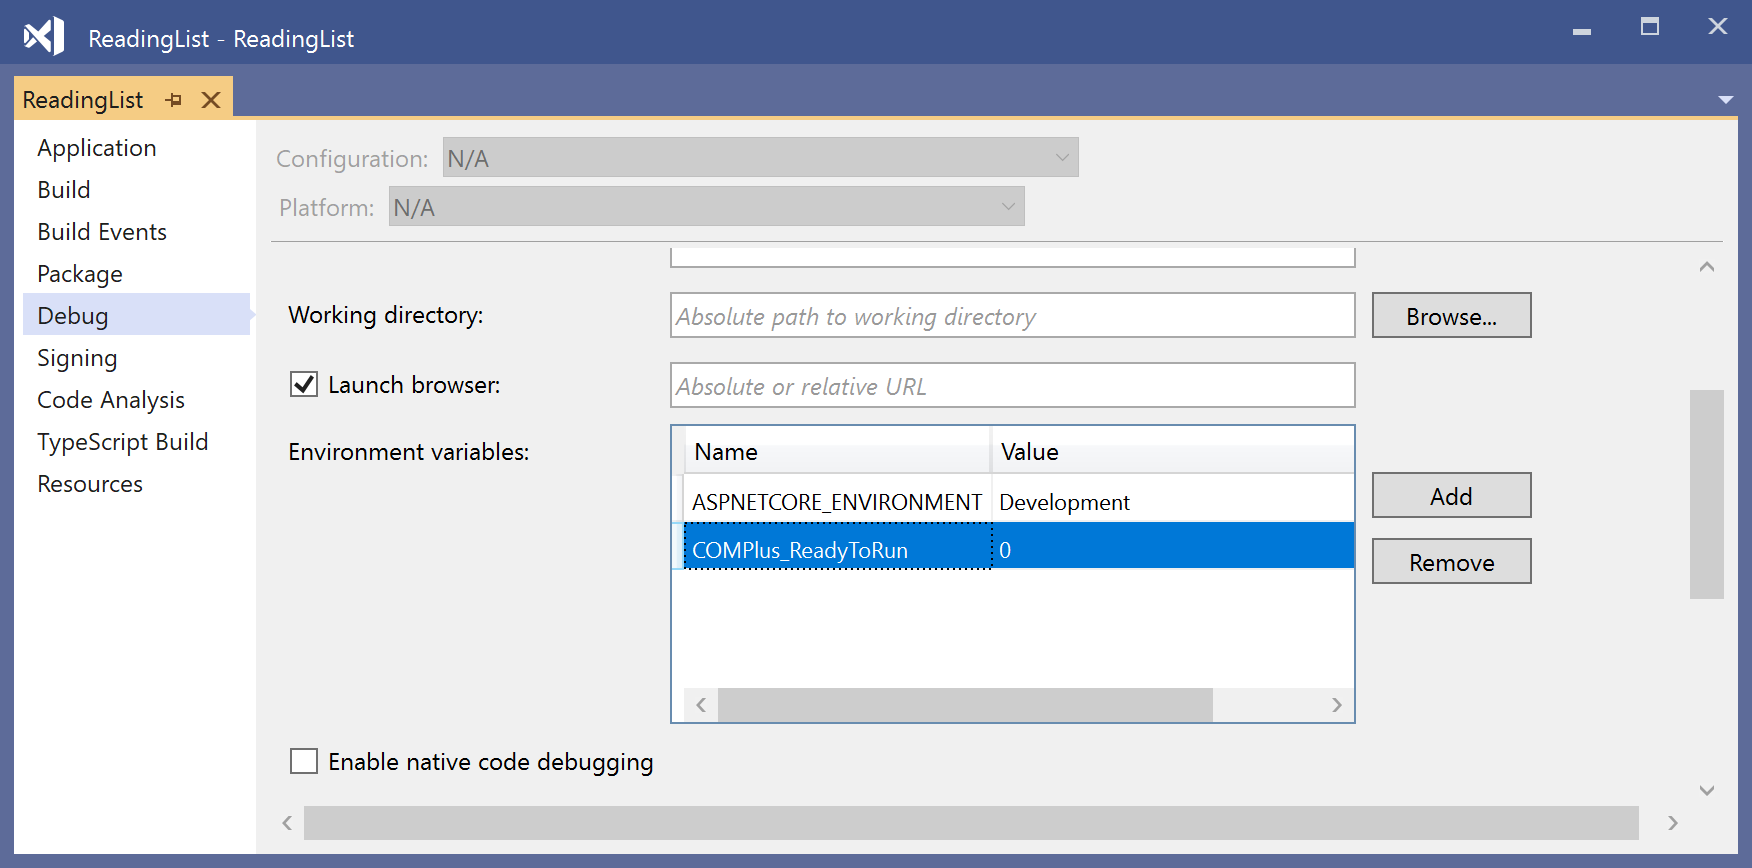 ReadingList - ReadingList
ReadingList
Application
Build
Build Events
Package
Debug
Signing
Code Analysis
TypeScript Build
Resources
Configuration: N/A
Platform: N/A
Working directory: Absolute path to working directory Browse...
Launch browser: Absolute or relative URL
Environment variables:
Name Value
ASPNETCORE_ENVIRONMENT Development
COMPlus_ReadyToRun 0
Add
Remove
Enable native code debugging